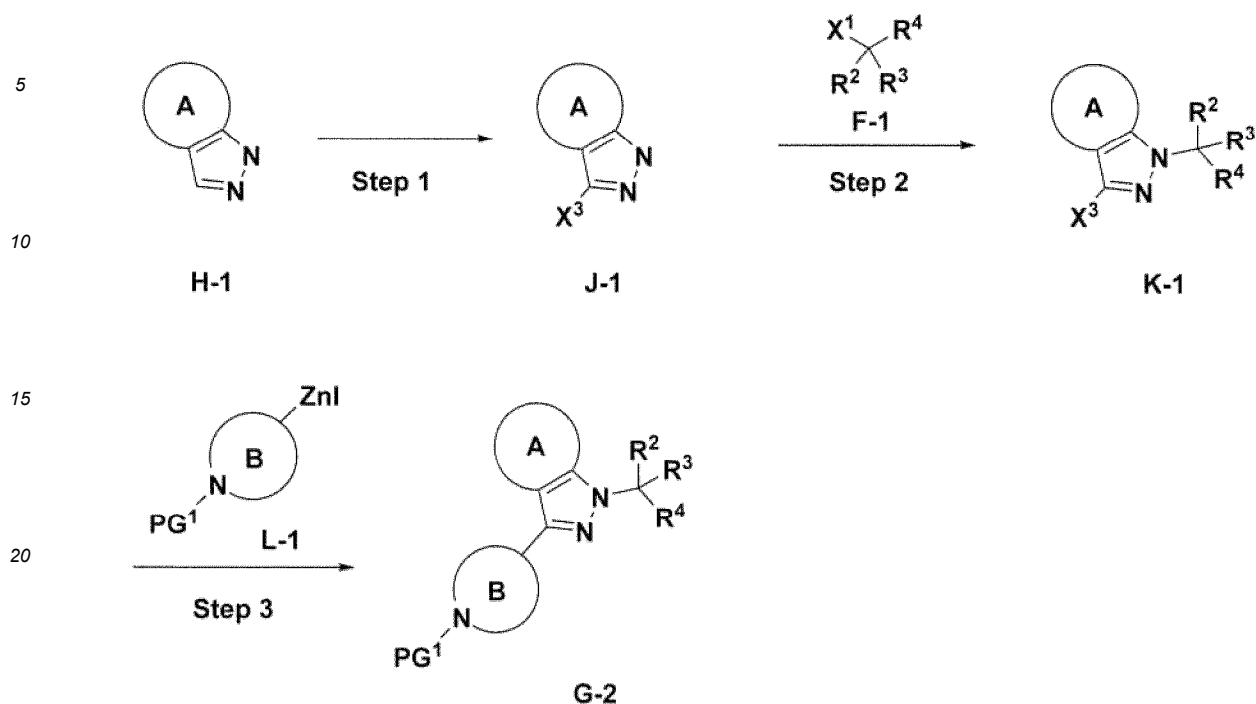 X¹ R⁴
R² R³
5
A
A
A
R²
F-1
R³
N
N
N
R⁴
Step 1
Step 2
N
N
N
X³
X³
10
H-1
J-1
K-1
15
ZnI
B
A
R²
R³
N
N
R⁴
PG¹
N
L-1
20
B
Step 3
N
PG¹
G-2